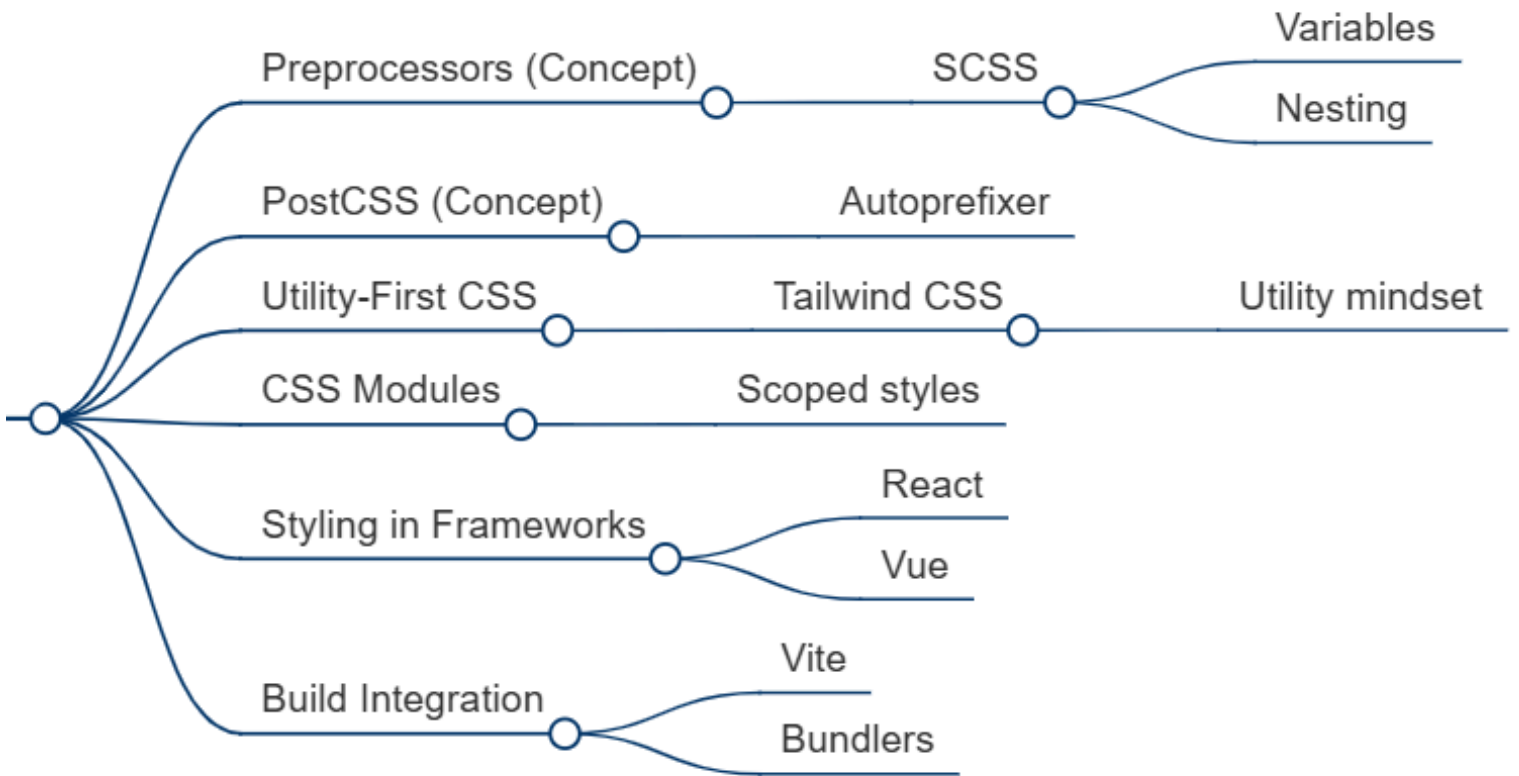 Preprocessors (Concept)
SCSS
Variables
Nesting
PostCSS (Concept)
Autoprefixer
Utility-First CSS
Tailwind CSS
Utility mindset
CSS Modules
Scoped styles
Styling in Frameworks
React
Vue
Build Integration
Vite
Bundlers